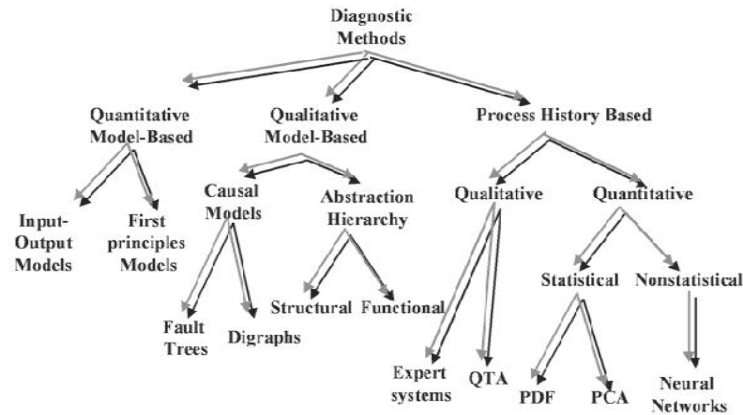 Diagnostic
Methods
Quantitative
Model-Based
Qualitative
Model-Based
Process History Based
Input-
Output
Models
First
principles
Models
Causal
Models
Abstraction
Hierarchy
Qualitative
Quantitative
Fault
Trees
Digraphs
Structural
Functional
Statistical
Nonstatistical
Expert
systems
QTA
PDF
PCA
Neural
Networks